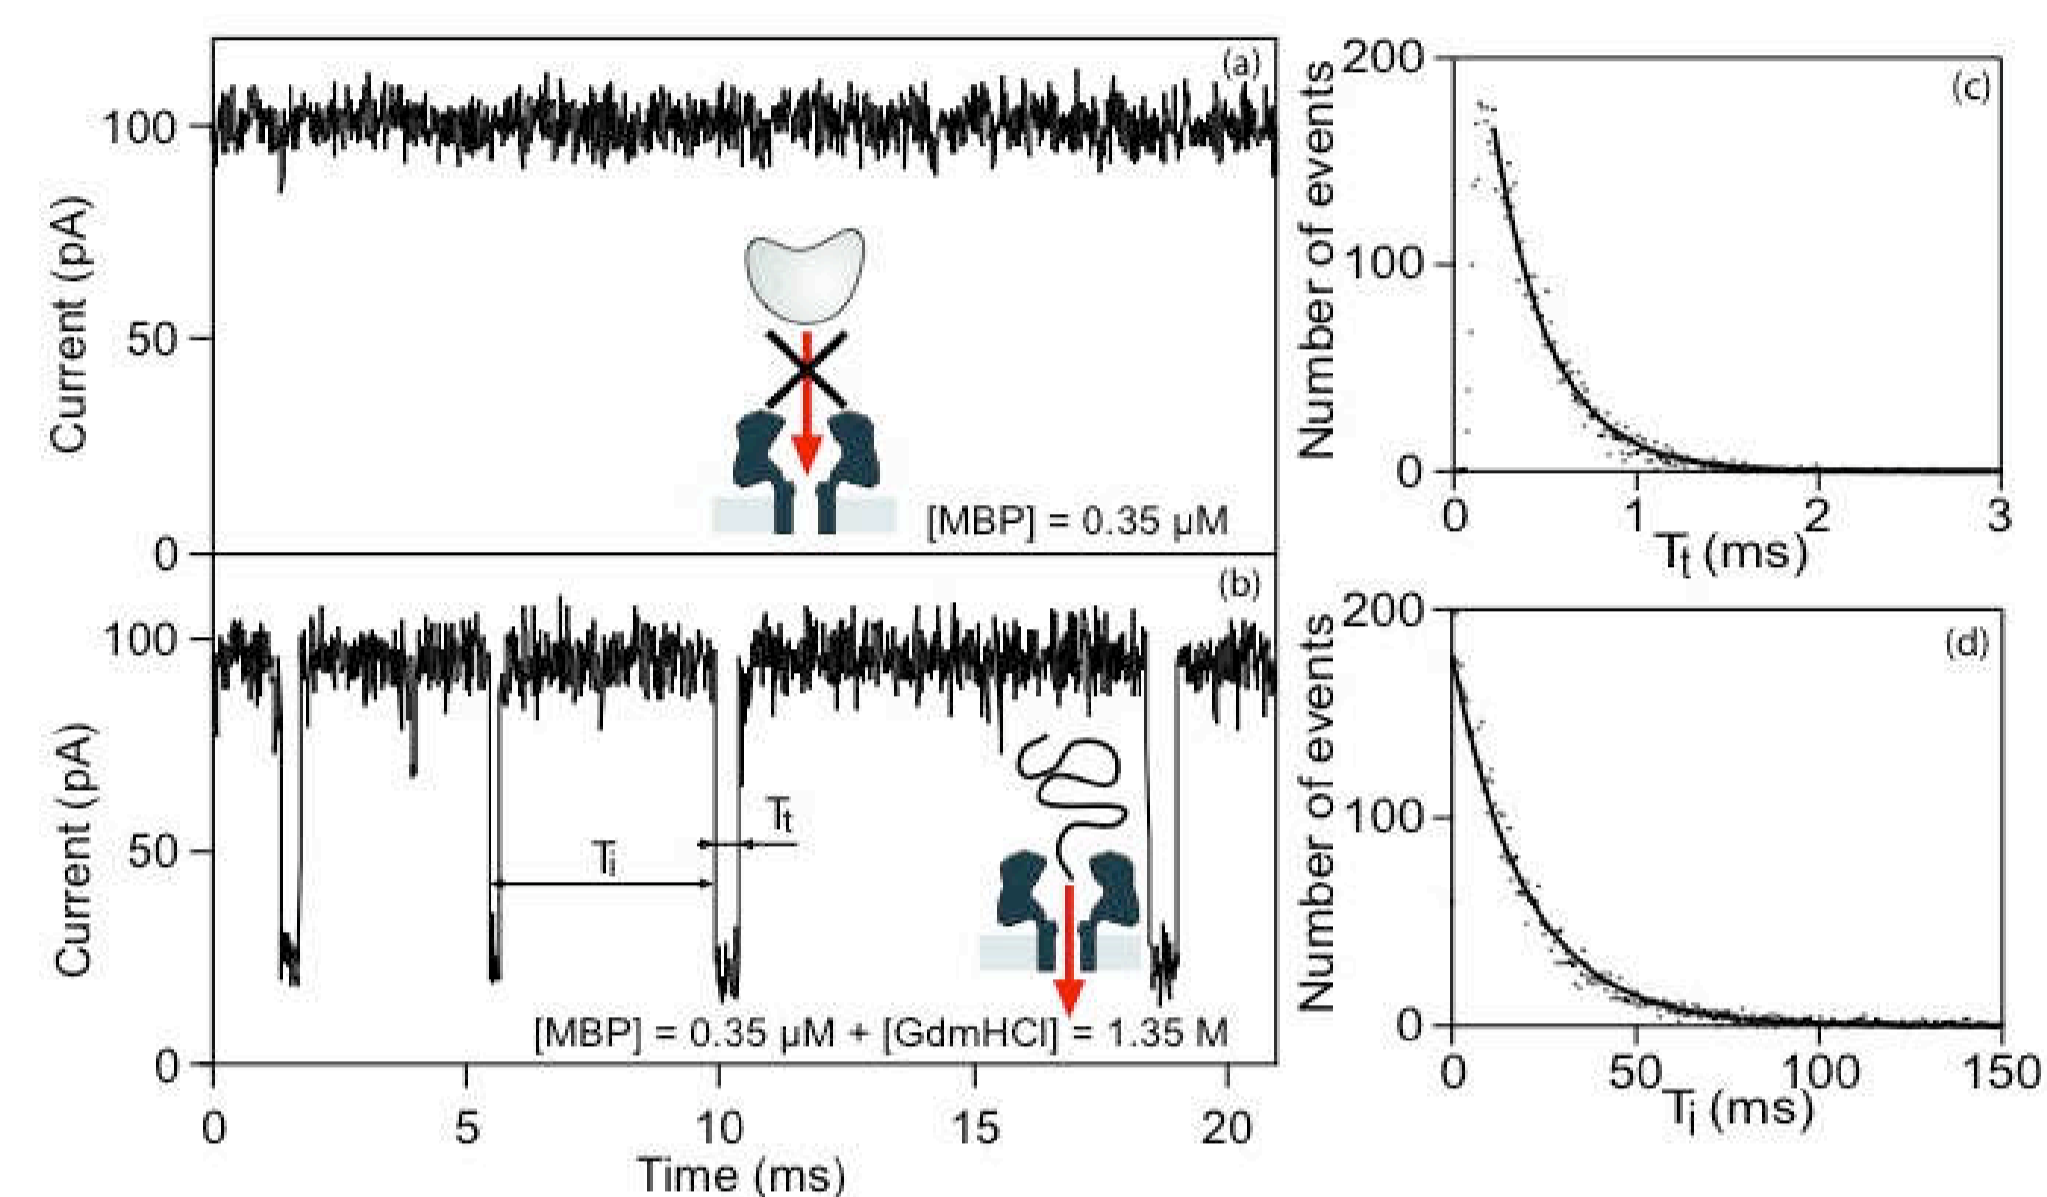 (a)
100
50
0
Current (pA)
[MBP] = 0.35 µM
(b)
100
50
0
Current (pA)
Ti
Tt
[MBP] = 0.35 µM + [GdmHCl] = 1.35 M
0 5 10 15 20
Time (ms)
(c)
200
100
0
Number of events
0 1 2 3
Tt (ms)
(d)
200
100
0
Number of events
0 50 100 150
Ti (ms)